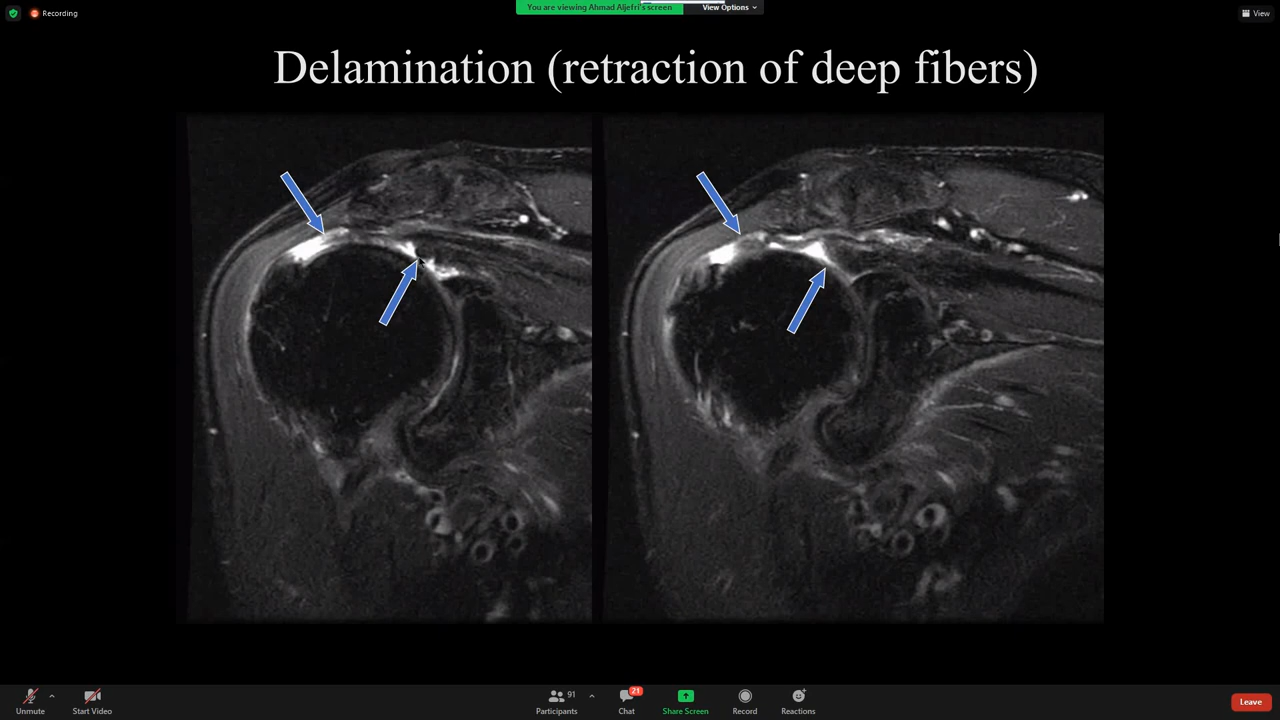 Recording
You are viewing Ahmad Aljefri's screen
View Options
View
Delamination (retraction of deep fibers)
Unmute
Start Video
91
Participants
21
Chat
Share Screen
Record
Reactions
Leave